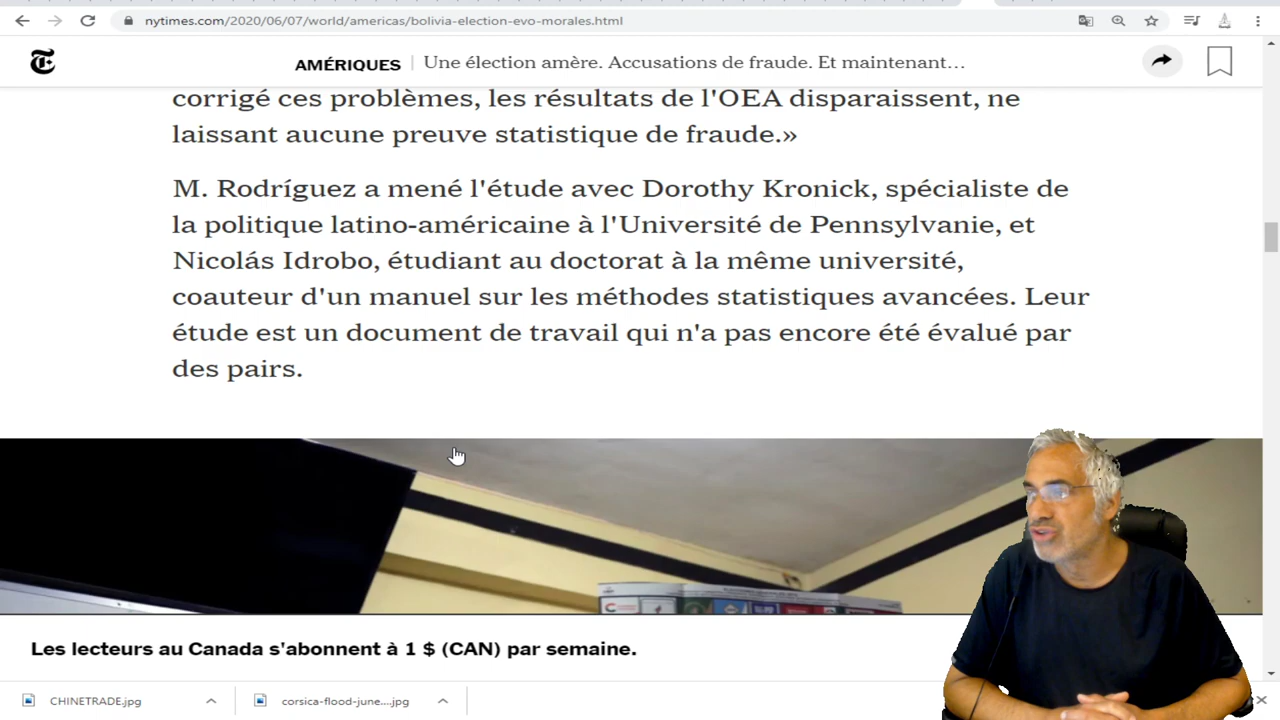 nytimes.com/2020/06/07/world/americas/bolivia-election-evo-morales.html
AMÉRIQUES | Une élection amère. Accusations de fraude. Et maintenant…
corrigé ces problèmes, les résultats de l'OEA disparaissent, ne
laissant aucune preuve statistique de fraude.»
M. Rodríguez a mené l'étude avec Dorothy Kronick, spécialiste de
la politique latino-américaine à l'Université de Pennsylvanie, et
Nicolás Idrobo, étudiant au doctorat à la même université,
coauteur d'un manuel sur les méthodes statistiques avancées. Leur
étude est un document de travail qui n'a pas encore été évalué par
des pairs.
Les lecteurs au Canada s'abonnent à 1 $ (CAN) par semaine.
CHINETRADE.jpg
corsica-flood-june....jpg